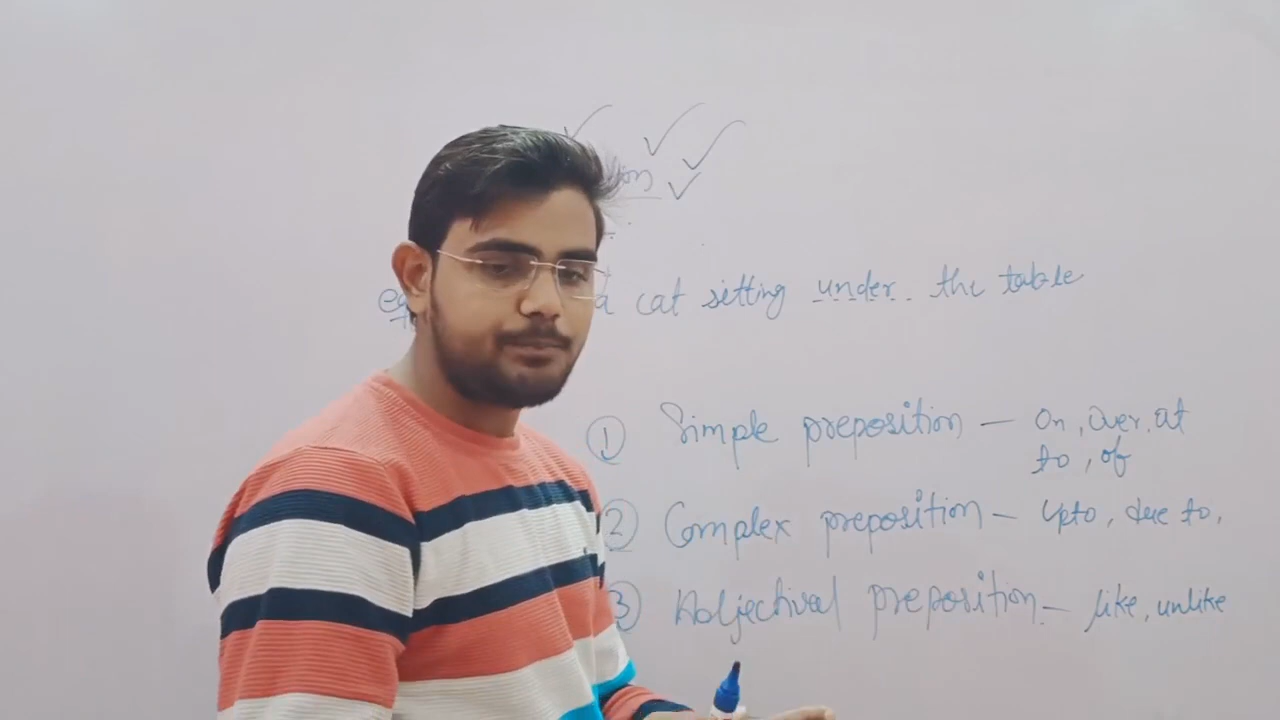 eg a cat sitting under the table
① Simple preposition – On, over, at
to, of
② Complex preposition – upto, due to,
③ Adjectival preposition – like, unlike